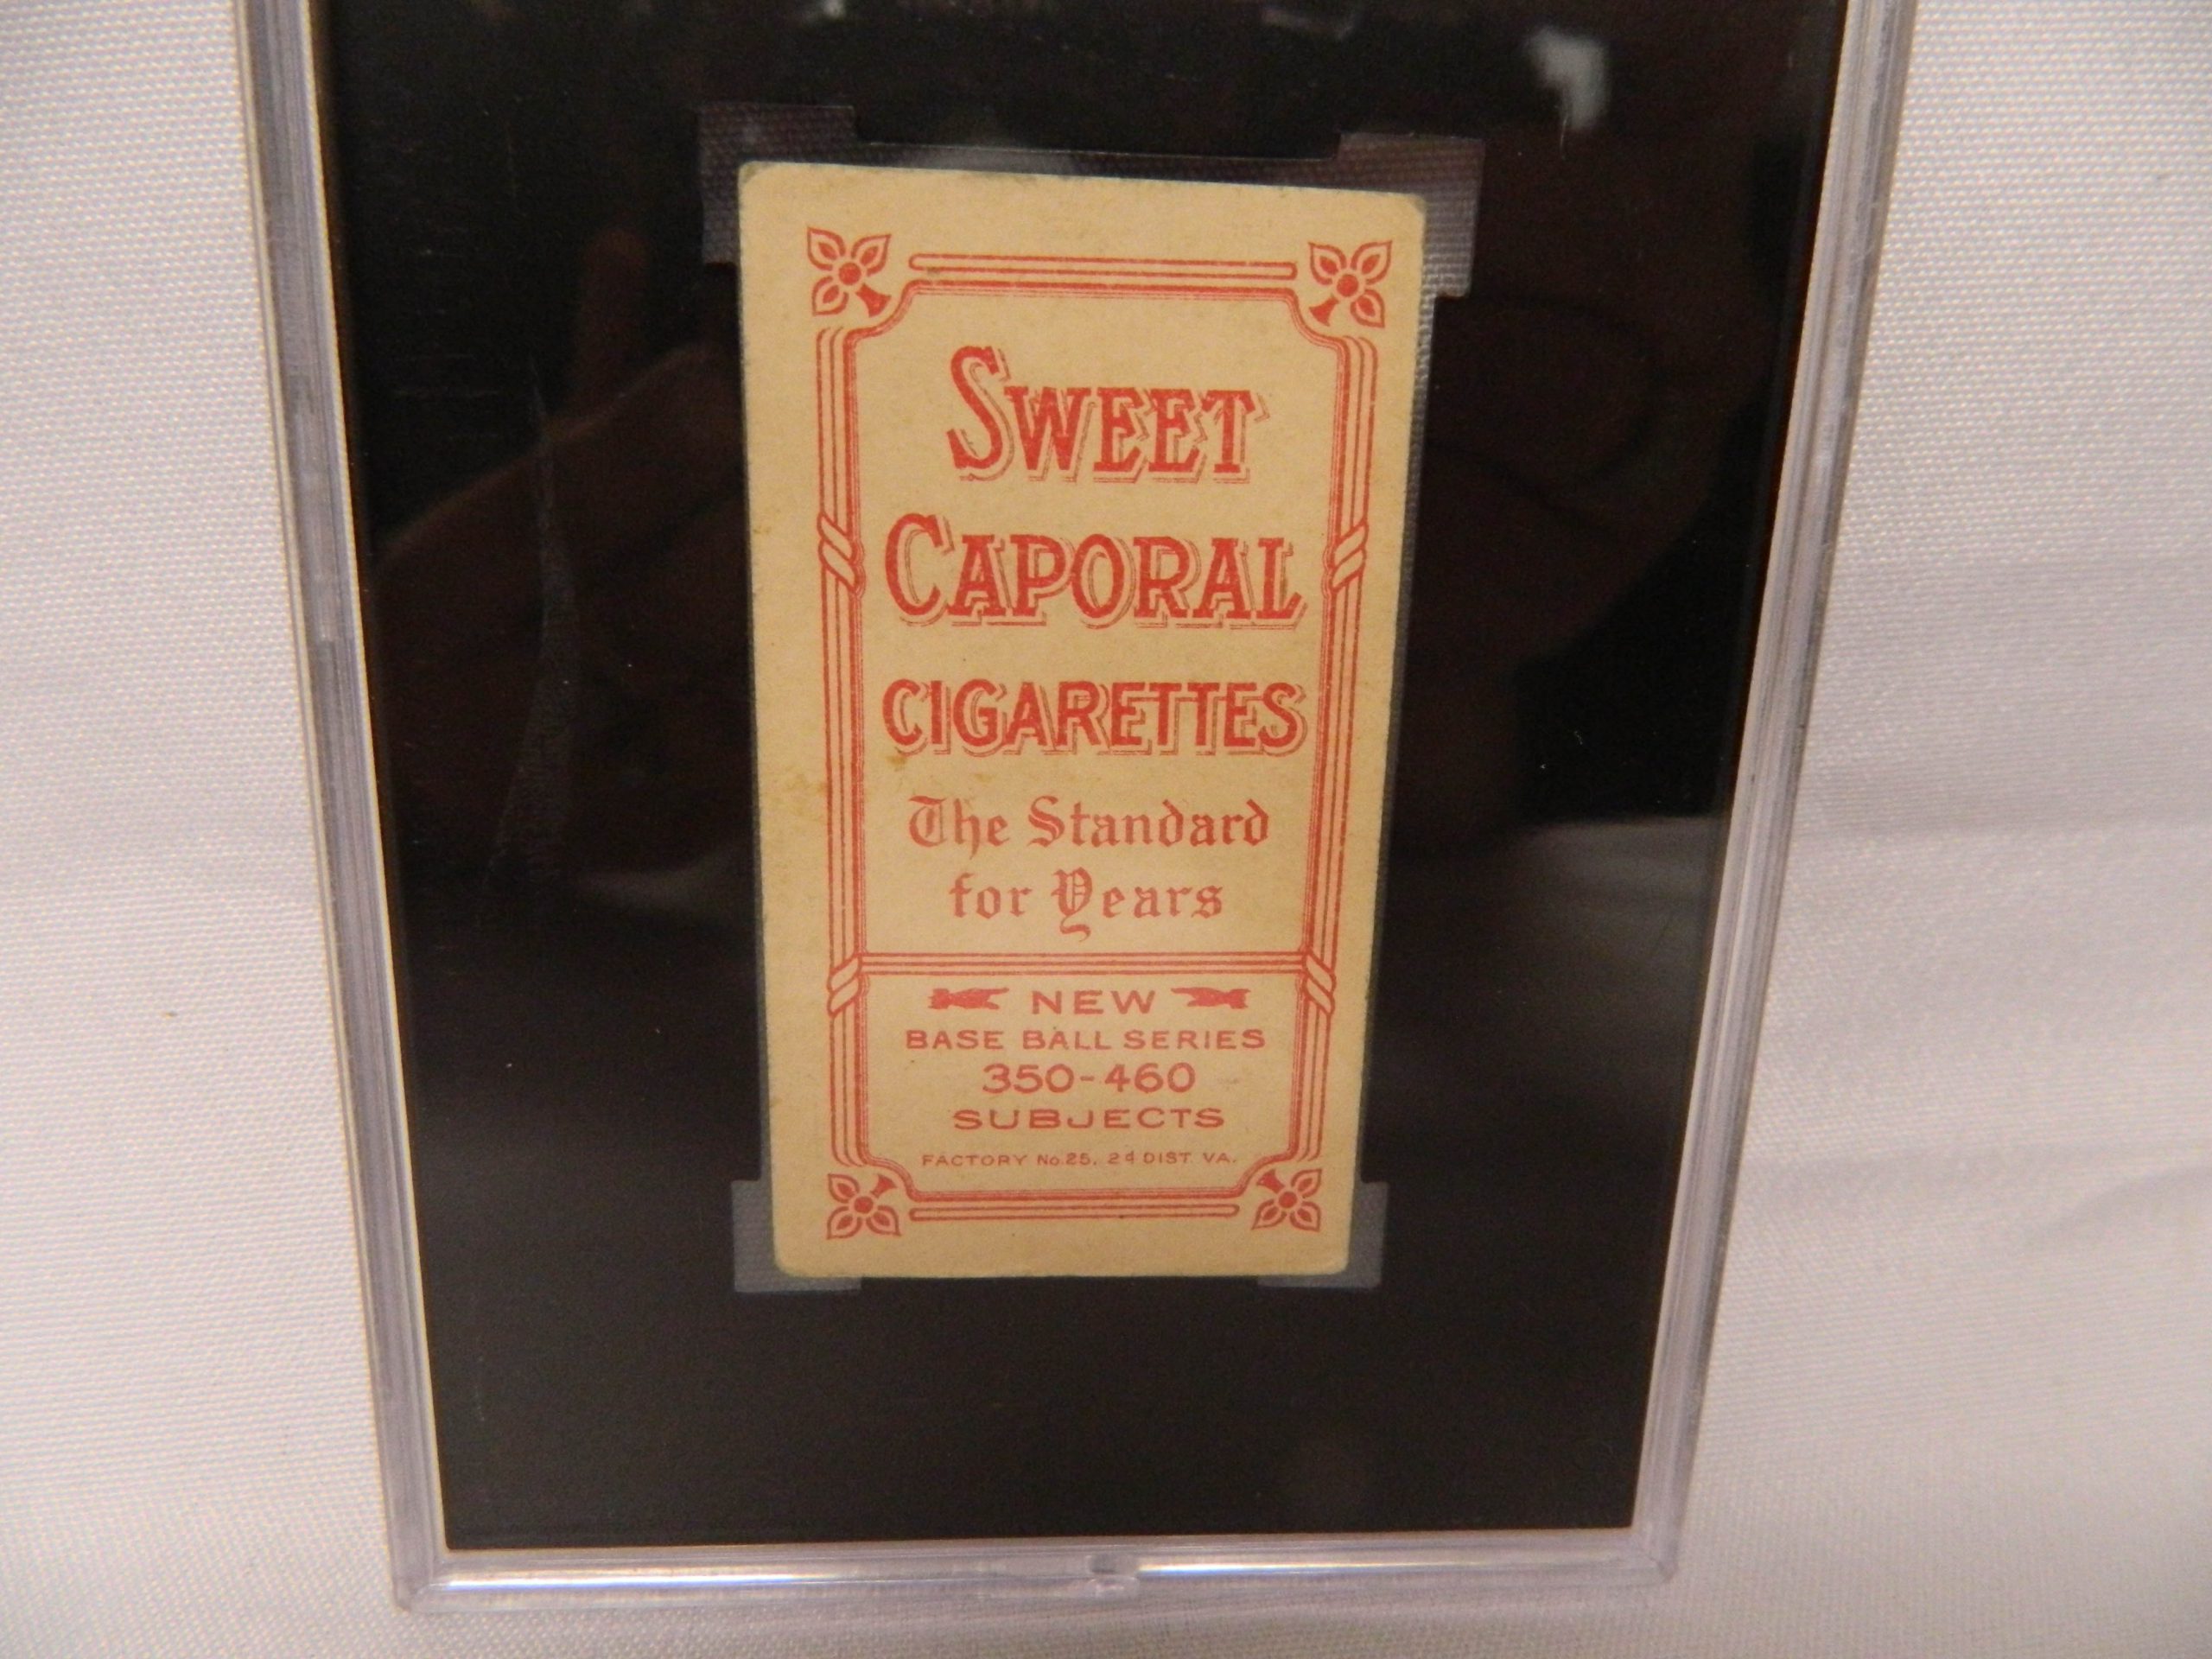 SWEET
CAPORAL
CIGARETTES
The Standard
for Years
NEW
BASE BALL SERIES
350-460
SUBJECTS
FACTORY No.25, 2d DIST. VA.